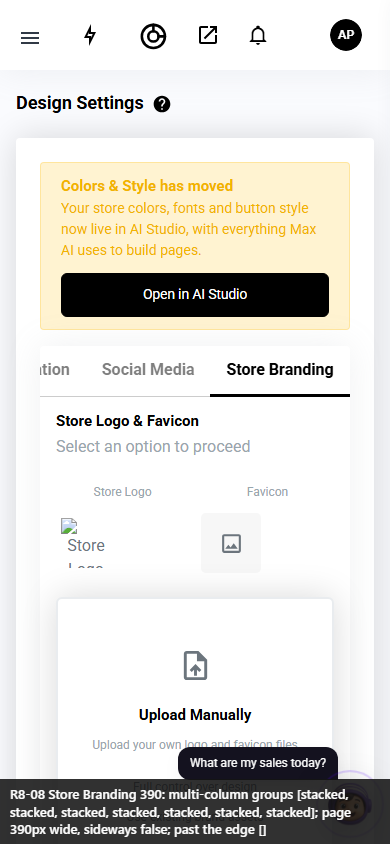 AP
Design Settings
Colors & Style has moved
Your store colors, fonts and button style
now live in AI Studio, with everything Max
AI uses to build pages.
Open in AI Studio
ation
Social Media
Store Branding
Store Logo & Favicon
Select an option to proceed
Store Logo
Favicon
Store
Logo
Upload Manually
Upload your own logo and favicon files.
What are my sales today?
R8-08 Store Branding 390: multi-column groups [stacked,
stacked, stacked, stacked, stacked, stacked, stacked]; page
390px wide, sideways false; past the edge []